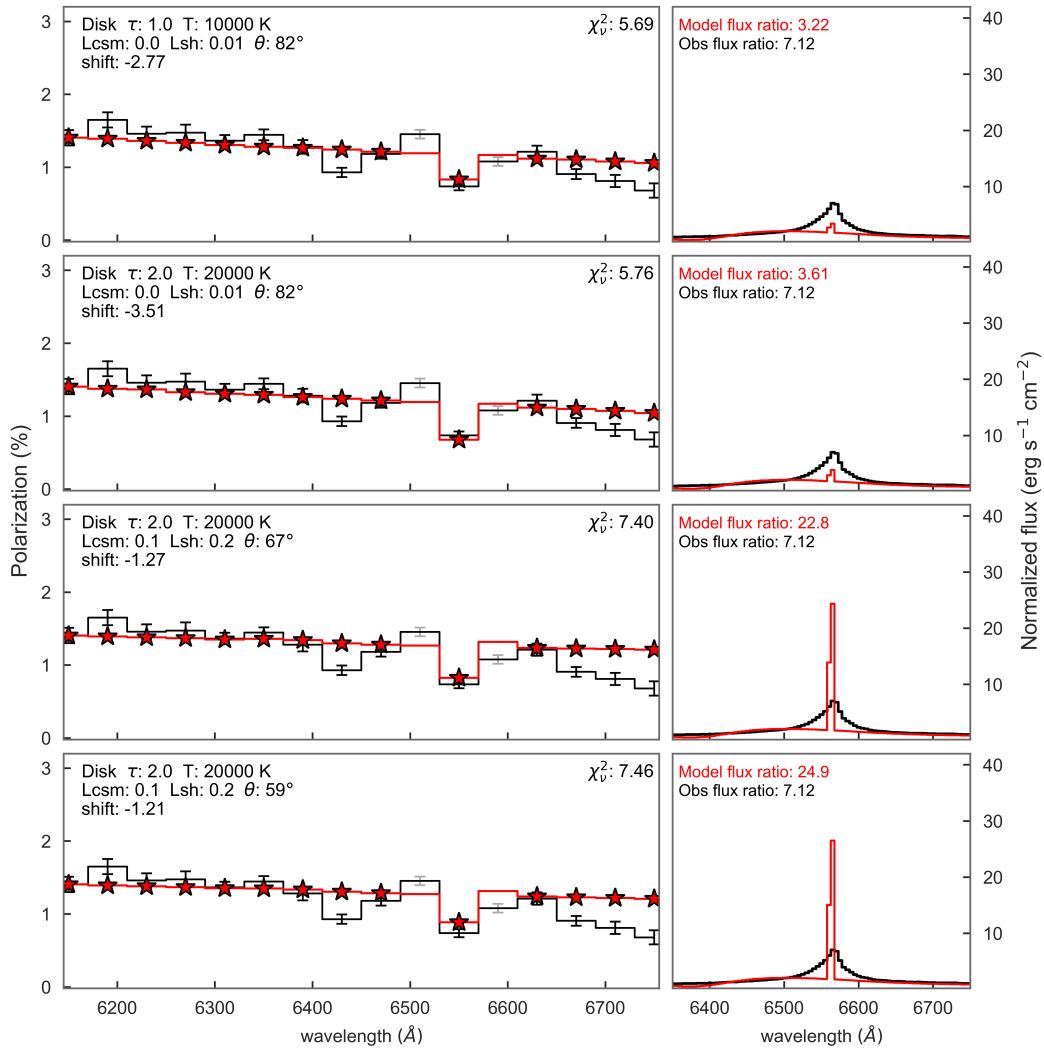 Disk τ: 1.0 T: 10000 K
Lcsm: 0.0 Lsh: 0.01 θ: 82°
shift: -2.77
χ²ᵥ: 5.69
3
2
1
0
Model flux ratio: 3.22
Obs flux ratio: 7.12
40
30
20
10
Disk τ: 2.0 T: 20000 K
Lcsm: 0.0 Lsh: 0.01 θ: 82°
shift: -3.51
χ²ᵥ: 5.76
3
2
1
0
Model flux ratio: 3.61
Obs flux ratio: 7.12
40
30
20
10
Disk τ: 2.0 T: 20000 K
Lcsm: 0.1 Lsh: 0.2 θ: 67°
shift: -1.27
χ²ᵥ: 7.40
3
2
1
0
Model flux ratio: 22.8
Obs flux ratio: 7.12
40
30
20
10
Disk τ: 2.0 T: 20000 K
Lcsm: 0.1 Lsh: 0.2 θ: 59°
shift: -1.21
χ²ᵥ: 7.46
3
2
1
0
Model flux ratio: 24.9
Obs flux ratio: 7.12
40
30
20
10
Polarization (%)
Normalized flux (erg s⁻¹ cm⁻²)
6200 6300 6400 6500 6600 6700
wavelength (Å)
6400 6500 6600 6700
wavelength (Å)